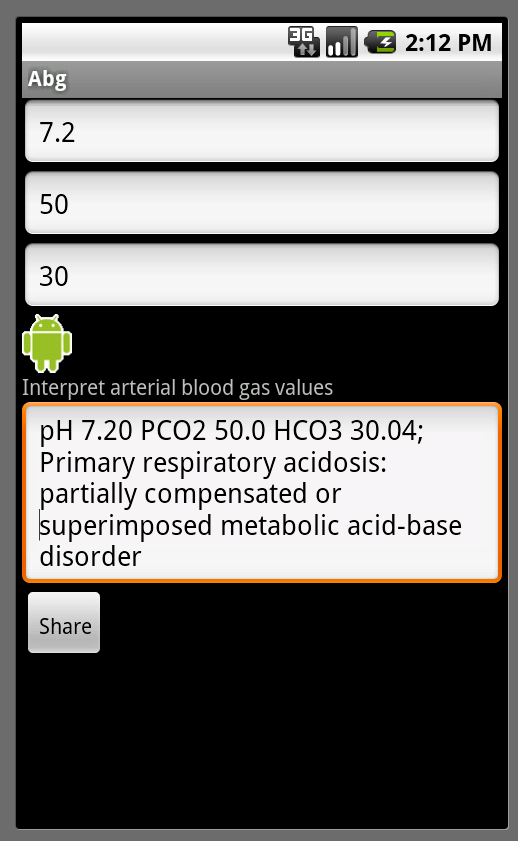 3G 2:12 PM
Abg
7.2
50
30
Interpret arterial blood gas values
pH 7.20 PCO2 50.0 HCO3 30.04;
Primary respiratory acidosis:
partially compensated or
superimposed metabolic acid-base
disorder
Share